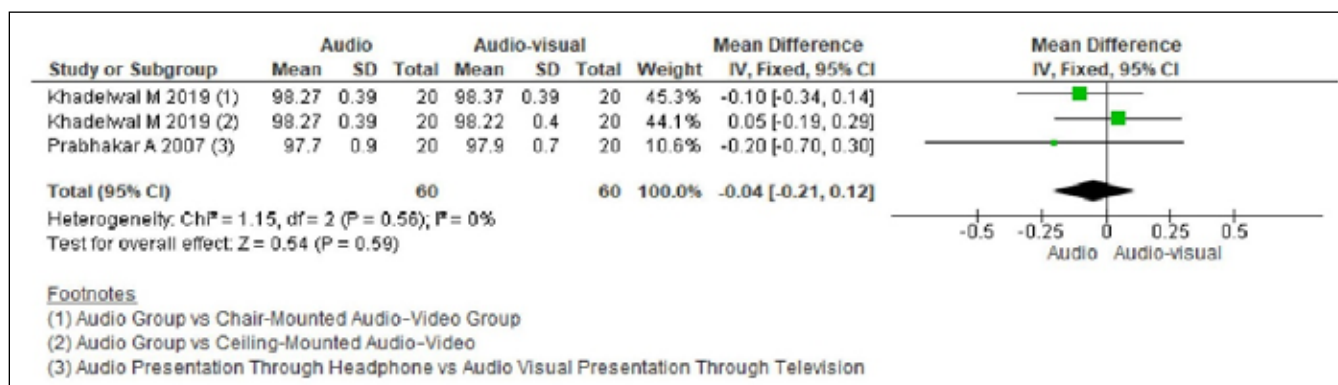 Audio Audio-visual Mean Difference Mean Difference
Study or Subgroup Mean SD Total Mean SD Total Weight IV, Fixed, 95% CI IV, Fixed, 95% CI
Khadelwal M 2019 (1) 98.27 0.39 20 98.37 0.39 20 45.3% -0.10 [-0.34, 0.14]
Khadelwal M 2019 (2) 98.27 0.39 20 98.22 0.4 20 44.1% 0.05 [-0.19, 0.29]
Prabhakar A 2007 (3) 97.7 0.9 20 97.9 0.7 20 10.6% -0.20 [-0.70, 0.30]
Total (95% CI) 60 60 100.0% -0.04 [-0.21, 0.12]
Heterogeneity: Chi² = 1.15, df = 2 (P = 0.56); I² = 0%
Test for overall effect: Z = 0.54 (P = 0.59)
-0.5 -0.25 0 0.25 0.5
Audio Audio-visual
Footnotes
(1) Audio Group vs Chair-Mounted Audio-Video Group
(2) Audio Group vs Ceiling-Mounted Audio-Video
(3) Audio Presentation Through Headphone vs Audio Visual Presentation Through Television